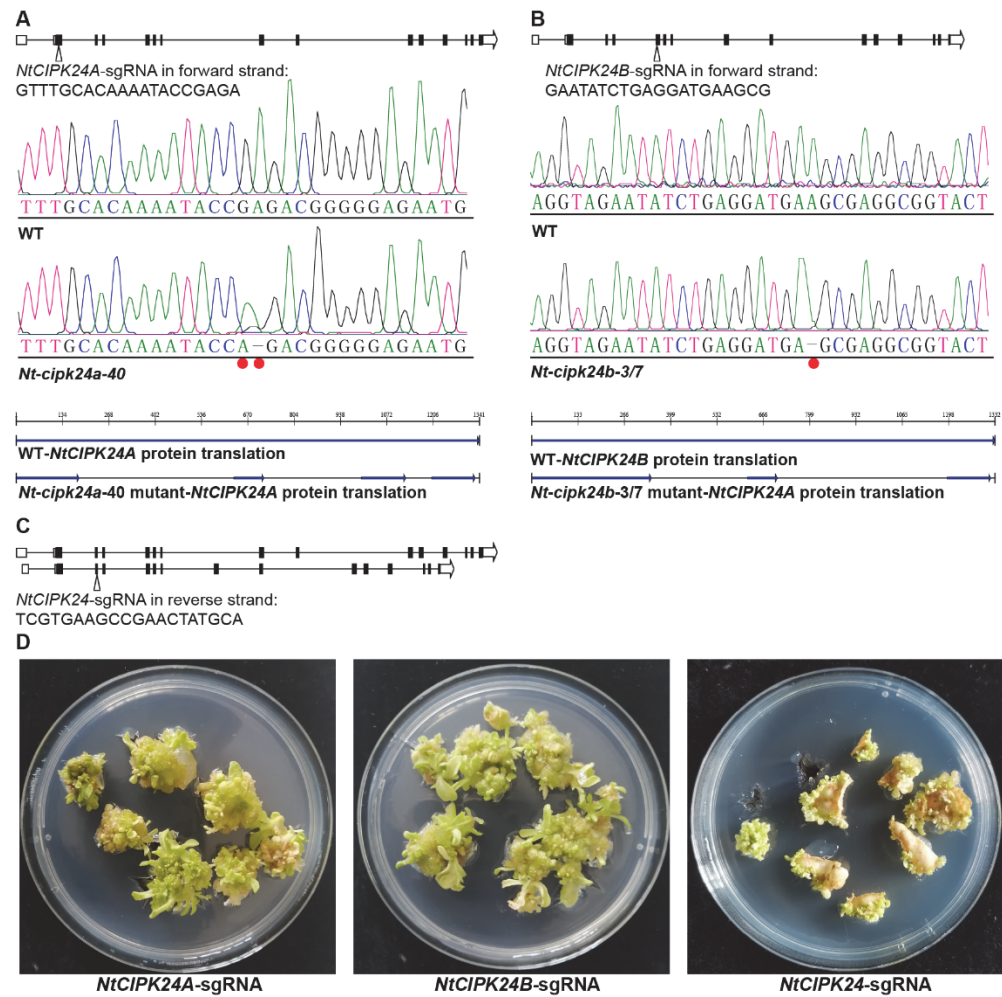 A
NtCIPK24A-sgRNA in forward strand:
GTTTGCACAAAATACCGAGA
TTTGCACAAAATACCGAGACGGGGGAGAATG
WT
TTTGCACAAAATACCA-GACGGGGGAGAATG
Nt-cipk24a-40
134 268 402 536 670 804 938 1072 1206 1341
WT-NtCIPK24A protein translation
Nt-cipk24a-40 mutant-NtCIPK24A protein translation
B
NtCIPK24B-sgRNA in forward strand:
GAATATCTGAGGATGAAGCG
AGGTAGAATATCTGAGGATGAAGCGAGGCGGTACT
WT
AGGTAGAATATCTGAGGATGA-GCGAGGCGGTACT
Nt-cipk24b-3/7
133 266 399 532 666 799 932 1065 1198 1332
WT-NtCIPK24B protein translation
Nt-cipk24b-3/7 mutant-NtCIPK24A protein translation
C
NtCIPK24-sgRNA in reverse strand:
TCGTGAAGCCGAACTATGCA
D
NtCIPK24A-sgRNA
NtCIPK24B-sgRNA
NtCIPK24-sgRNA